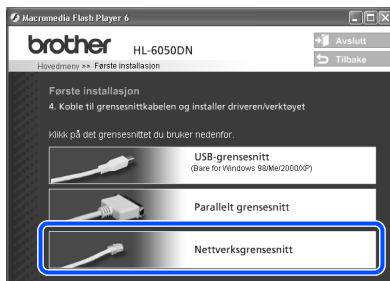 Macromedia Flash Player 6
brother
HL-6050DN
Avslutt
Tilbake
Hovedmeny >> Første installasjon
Første installasjon
4. Koble til grensesnittkabelen og installer driveren/verktøyet
Klikk på det grensesnittet du bruker nedenfor.
USB-grensesnitt
(Bare for Windows 98/Me/2000/XP)
Parallelt grensesnitt
Nettverksgrensesnitt